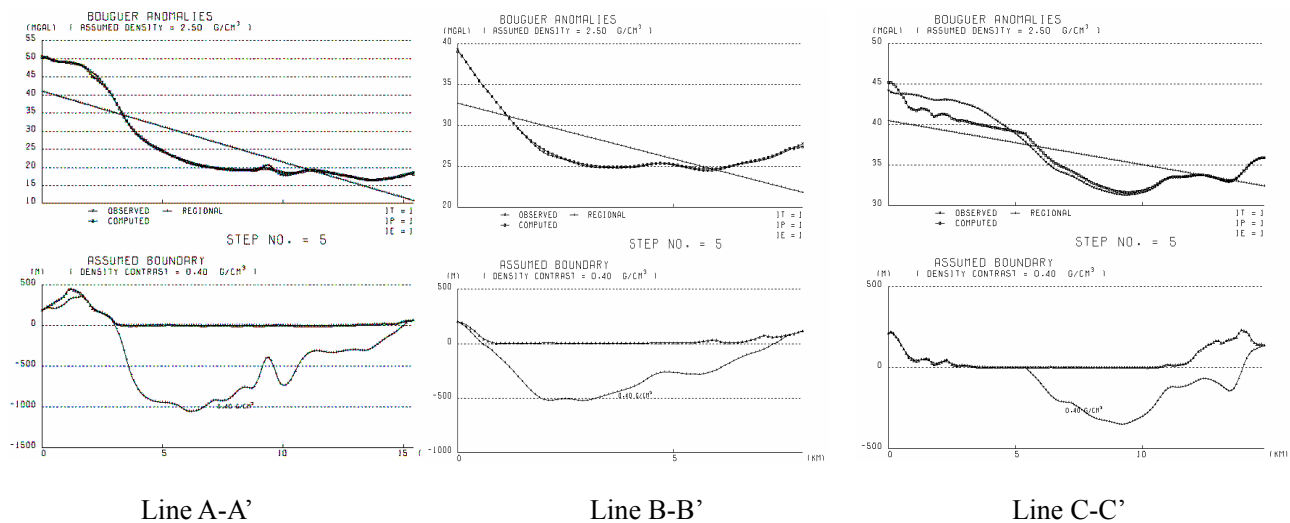 BOUGUER ANOMALIES
(MGAL) ( ASSUMED DENSITY = 2.50 G/CM³ )
55
50
45
40
35
30
25
20
15
10
OBSERVED REGIONAL
COMPUTED
IT = 1
IP = 1
IE = 1
STEP NO. = 5
ASSUMED BOUNDARY
(M) ( DENSITY CONTRAST = 0.40 G/CM³ )
500
0
-500
-1000
-1500
0.40 G/CM³
0 5 10 15 (
Line A-A’
BOUGUER ANOMALIES
(MGAL) ( ASSUMED DENSITY = 2.50 G/CM³ )
40
35
30
25
20
OBSERVED REGIONAL
COMPUTED
IT = 1
IP = 1
IE = 1
STEP NO. = 5
ASSUMED BOUNDARY
(M) ( DENSITY CONTRAST = 0.40 G/CM³ )
500
0
-500
-1000
0.40 G/CM³
0 5 (KM)
Line B-B’
BOUGUER ANOMALIES
(MGAL) ( ASSUMED DENSITY = 2.50 G/CM³ )
50
45
40
35
30
OBSERVED REGIONAL
COMPUTED
IT = 1
IP = 1
IE = 1
STEP NO. = 5
ASSUMED BOUNDARY
(M) ( DENSITY CONTRAST = 0.40 G/CM³ )
500
0
-500
0.40 G/CM³
0 5 10 (KM)
Line C-C’